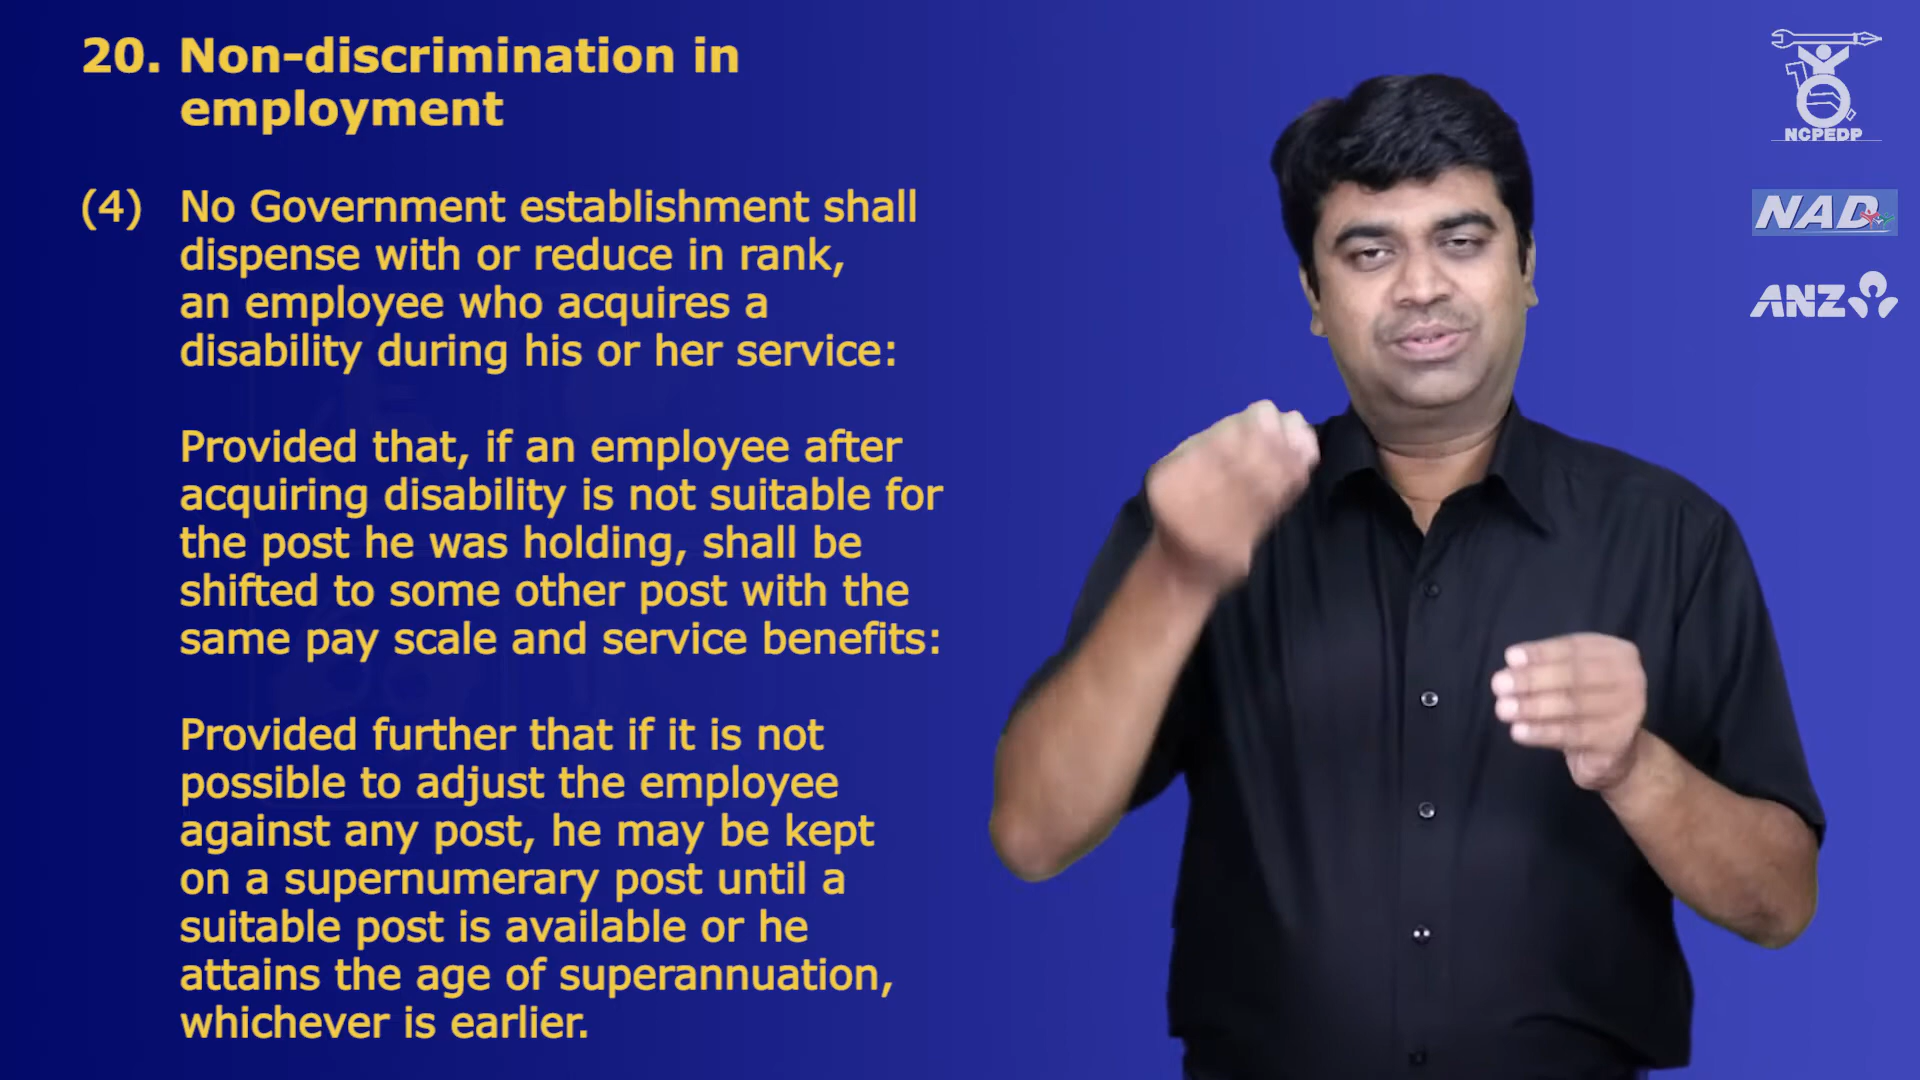 20. Non-discrimination in
employment
(4) No Government establishment shall
dispense with or reduce in rank,
an employee who acquires a
disability during his or her service:
Provided that, if an employee after
acquiring disability is not suitable for
the post he was holding, shall be
shifted to some other post with the
same pay scale and service benefits:
Provided further that if it is not
possible to adjust the employee
against any post, he may be kept
on a supernumerary post until a
suitable post is available or he
attains the age of superannuation,
whichever is earlier.
NCPEDP
NAD
ANZ